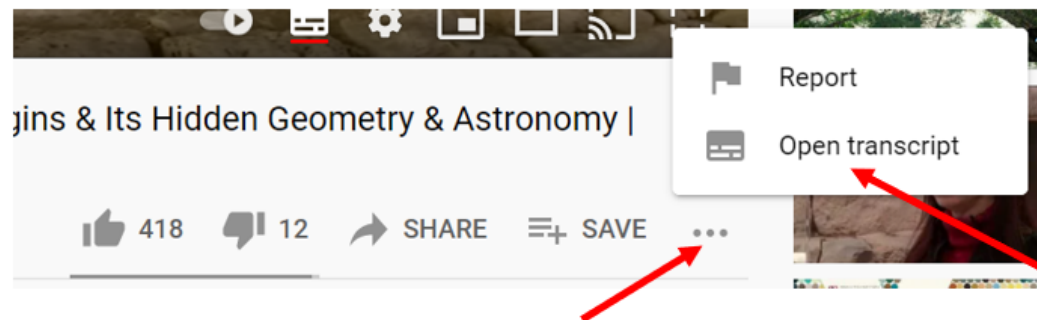 Report
gins & Its Hidden Geometry & Astronomy |
Open transcript
418 12 SHARE SAVE